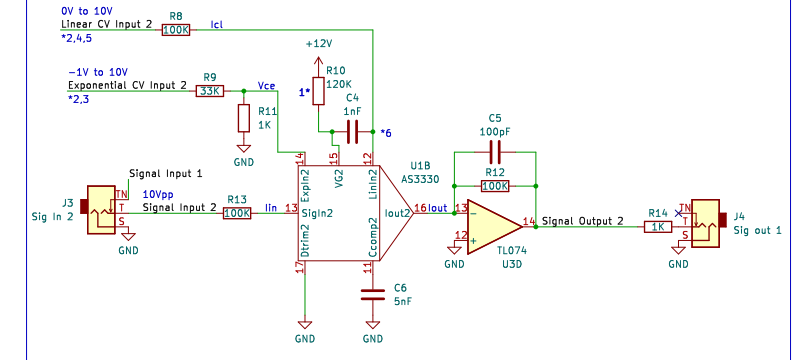 0V to 10V
Linear CV Input 2
*2,4,5
R8
100K
Icl
-1V to 10V
Exponential CV Input 2
*2,3
R9
33K
Vce
R11
1K
GND
+12V
R10
120K
1*
C4
1nF
*6
14
15
12
U1B
AS3330
ExpIn2
VG2
LinIn2
SigIn2
Iout2
Dtrim2
Ccomp2
13
16
17
11
Signal Input 1
J3
Sig In 2
TN
T
S
10Vpp
Signal Input 2
R13
100K
Iin
GND
GND
C6
5nF
GND
Iout
C5
100pF
R12
100K
13
-
12
+
14
GND
TL074
U3D
Signal Output 2
R14
1K
TN
T
S
J4
Sig out 1
GND